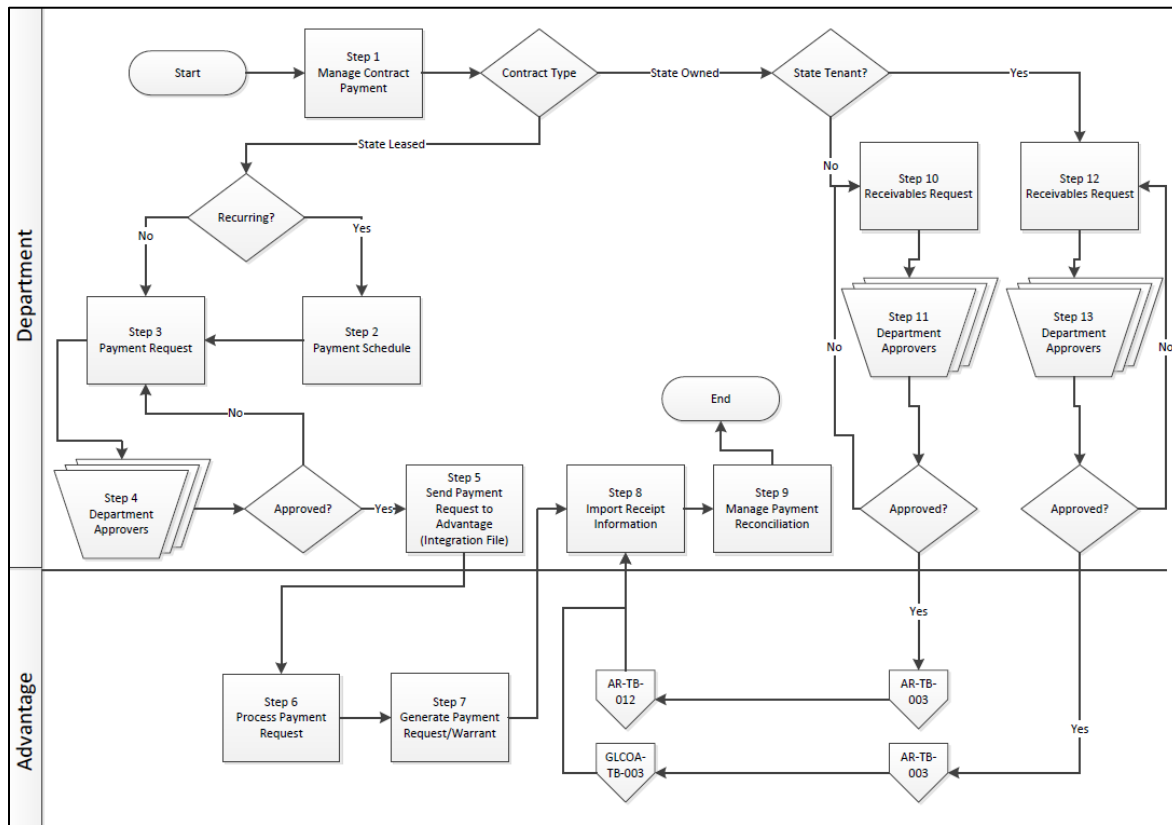 Department
Start
Step 1
Manage Contract
Payment
Contract Type
State Owned
State Tenant?
Yes
State Leased
No
Step 10
Receivables Request
Step 12
Receivables Request
Recurring?
No
Yes
Step 3
Payment Request
Step 2
Payment Schedule
Step 11
Department
Approvers
Step 13
Department
Approvers
No
No
No
End
Step 4
Department
Approvers
Approved?
Yes
Step 5
Send Payment
Request to
Advantage
(Integration File)
Step 8
Import Receipt
Information
Step 9
Manage Payment
Reconciliation
Approved?
Approved?
Advantage
Yes
Step 6
Process Payment
Request
Step 7
Generate Payment
Request/Warrant
AR-TB-
012
AR-TB-
003
Yes
GLCOA-
TB-003
AR-TB-
003